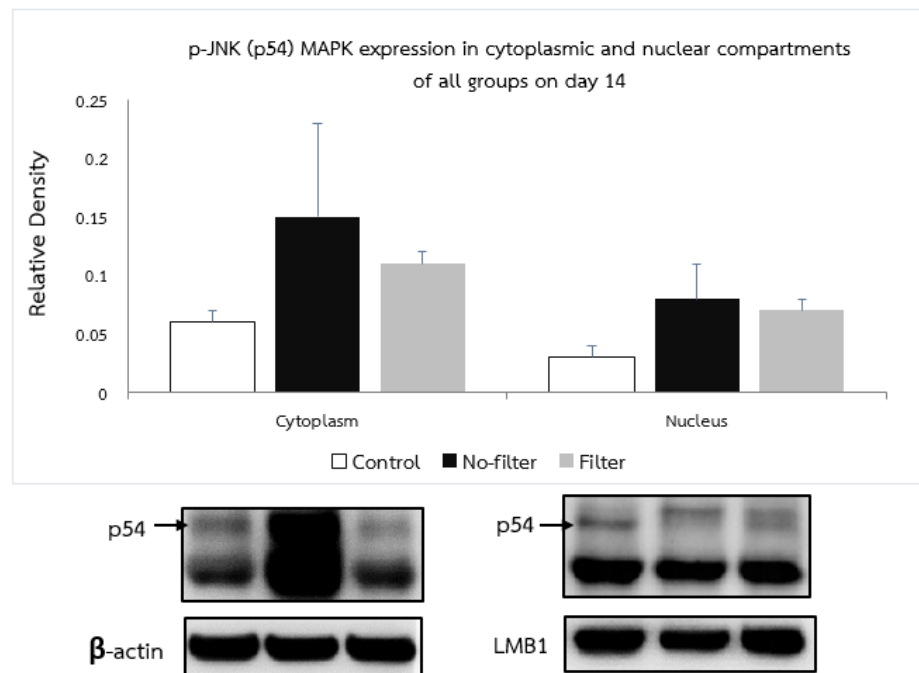 p-JNK (p54) MAPK expression in cytoplasmic and nuclear compartments
of all groups on day 14
Relative Density
0.25
0.2
0.15
0.1
0.05
0
Cytoplasm
Nucleus
Control
No-filter
Filter
p54
p54
β-actin
LMB1